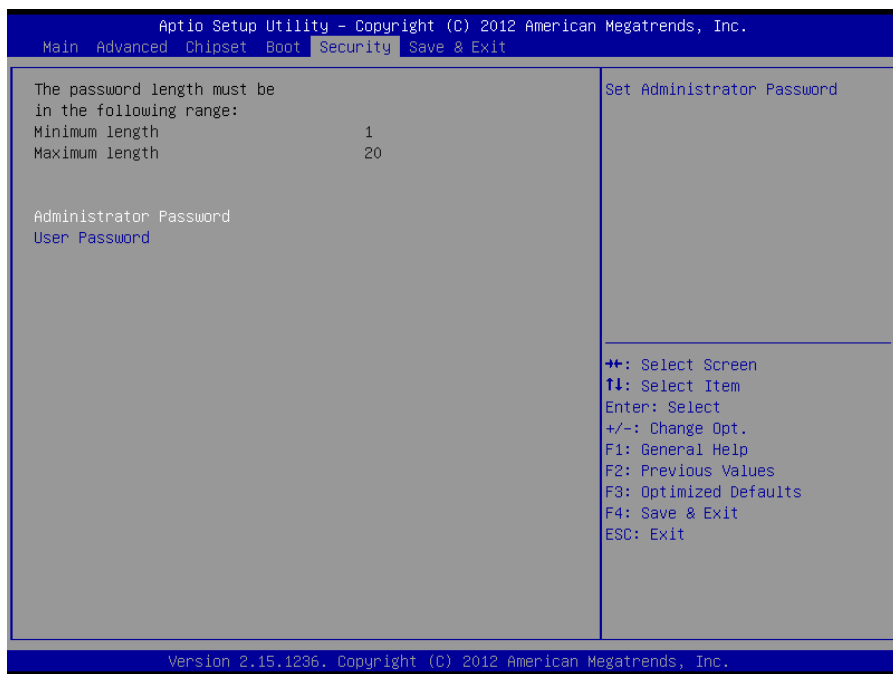 Aptio Setup Utility – Copyright (C) 2012 American Megatrends, Inc.
Main Advanced Chipset Boot Security Save & Exit
The password length must be
in the following range:
Minimum length 1
Maximum length 20
Administrator Password
User Password
Set Administrator Password
→←: Select Screen
↑↓: Select Item
Enter: Select
+/-: Change Opt.
F1: General Help
F2: Previous Values
F3: Optimized Defaults
F4: Save & Exit
ESC: Exit
Version 2.15.1236. Copyright (C) 2012 American Megatrends, Inc.